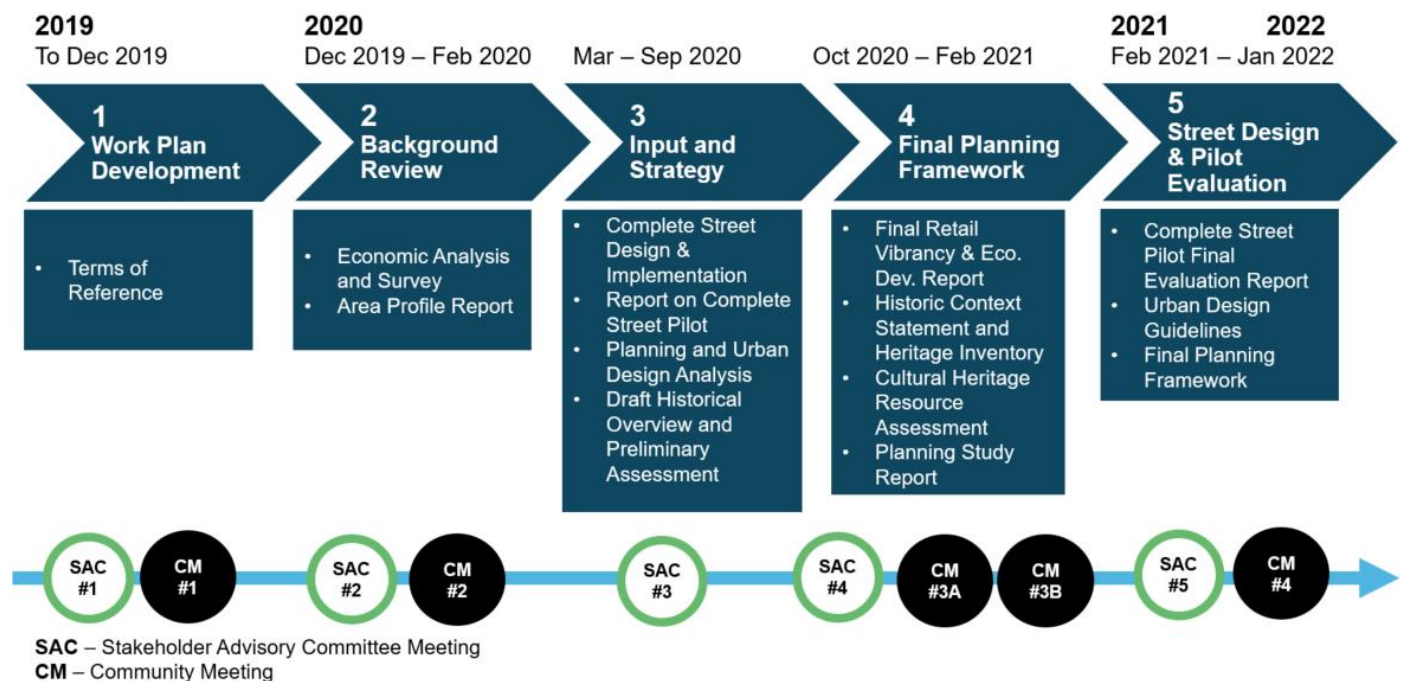 2019
To Dec 2019
2020
Dec 2019 – Feb 2020
Mar – Sep 2020
Oct 2020 – Feb 2021
2021 2022
Feb 2021 – Jan 2022
1
Work Plan
Development
2
Background
Review
3
Input and
Strategy
4
Final Planning
Framework
5
Street Design
& Pilot
Evaluation
• Terms of
Reference
• Economic Analysis
and Survey
• Area Profile Report
• Complete Street
Design &
Implementation
• Report on Complete
Street Pilot
• Planning and Urban
Design Analysis
• Draft Historical
Overview and
Preliminary
Assessment
• Final Retail
Vibrancy & Eco.
Dev. Report
• Historic Context
Statement and
Heritage Inventory
• Cultural Heritage
Resource
Assessment
• Planning Study
Report
• Complete Street
Pilot Final
Evaluation Report
• Urban Design
Guidelines
• Final Planning
Framework
SAC
#1
CM
#1
SAC
#2
CM
#2
SAC
#3
SAC
#4
CM
#3A
CM
#3B
SAC
#5
CM
#4
SAC – Stakeholder Advisory Committee Meeting
CM – Community Meeting